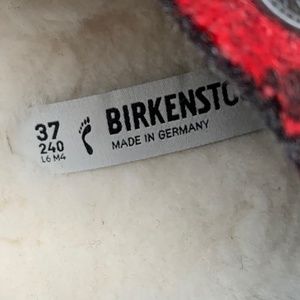 37
240
L6 M4
BIRKENSTO
MADE IN GERMANY